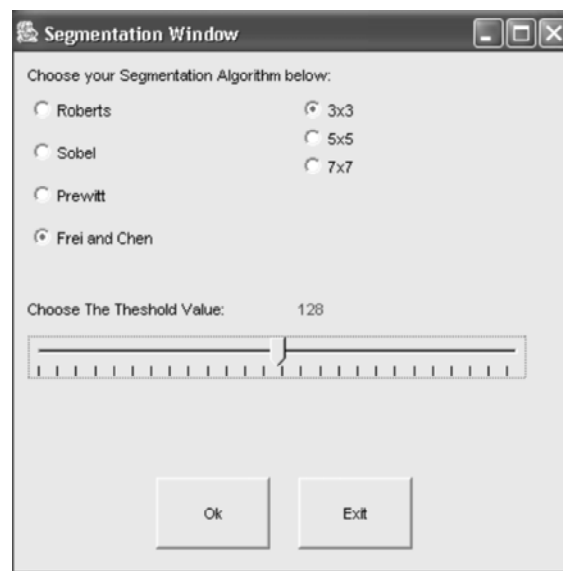 Segmentation Window
Choose your Segmentation Algorithm below:
Roberts
3x3
5x5
Sobel
7x7
Prewitt
Frei and Chen
Choose The Theshold Value: 128
Ok Exit